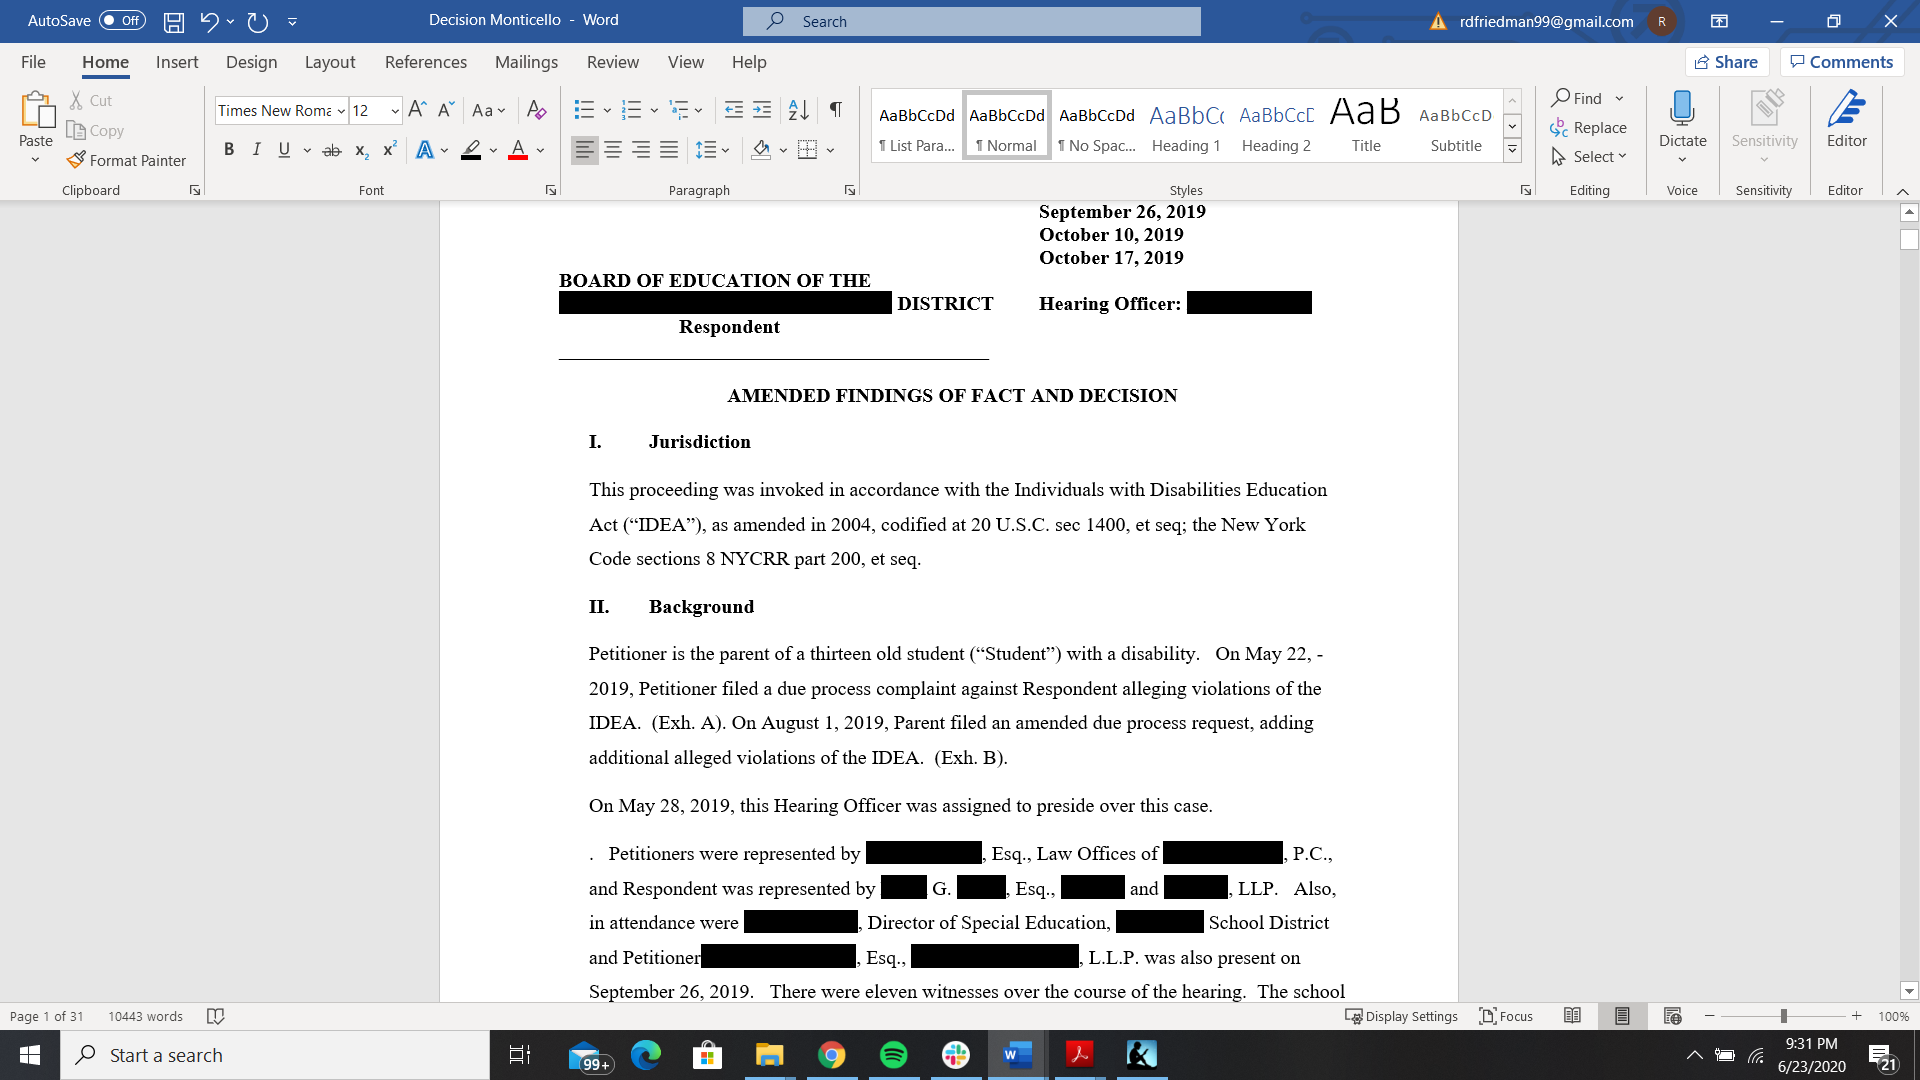 AutoSave Off
Decision Monticello - Word
Search
rdfriedman99@gmail.com R
File Home Insert Design Layout References Mailings Review View Help
Share Comments
Paste
Cut
Copy
Format Painter
Clipboard
Times New Roma 12
Aa
B I U ab x2 x2 A A
Font
Paragraph
AaBbCcDd AaBbCcDd AaBbCcDd AaBbCc AaBbCcD AaB AaBbCcD
¶ List Para... ¶ Normal ¶ No Spac... Heading 1 Heading 2 Title Subtitle
Styles
Find
Replace
Select
Editing
Dictate
Voice
Sensitivity
Sensitivity
Editor
Editor
September 26, 2019
October 10, 2019
October 17, 2019
BOARD OF EDUCATION OF THE
DISTRICT Hearing Officer:
Respondent
AMENDED FINDINGS OF FACT AND DECISION
I. Jurisdiction
This proceeding was invoked in accordance with the Individuals with Disabilities Education
Act (“IDEA”), as amended in 2004, codified at 20 U.S.C. sec 1400, et seq; the New York
Code sections 8 NYCRR part 200, et seq.
II. Background
Petitioner is the parent of a thirteen old student (“Student”) with a disability. On May 22, -
2019, Petitioner filed a due process complaint against Respondent alleging violations of the
IDEA. (Exh. A). On August 1, 2019, Parent filed an amended due process request, adding
additional alleged violations of the IDEA. (Exh. B).
On May 28, 2019, this Hearing Officer was assigned to preside over this case.
. Petitioners were represented by , Esq., Law Offices of , P.C.,
and Respondent was represented by G. , Esq., and , LLP. Also,
in attendance were , Director of Special Education, School District
and Petitioner , Esq., , L.L.P. was also present on
September 26, 2019. There were eleven witnesses over the course of the hearing. The school
Page 1 of 31 10443 words
Display Settings Focus
100%
Start a search
99+
9:31 PM
6/23/2020
21